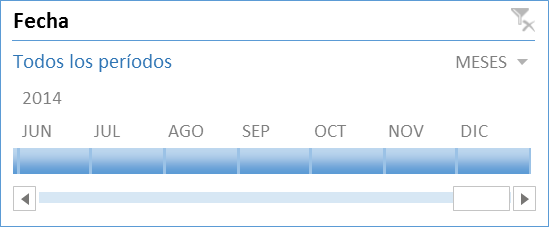 Fecha
Todos los períodos MESES
2014
JUN JUL AGO SEP OCT NOV DIC